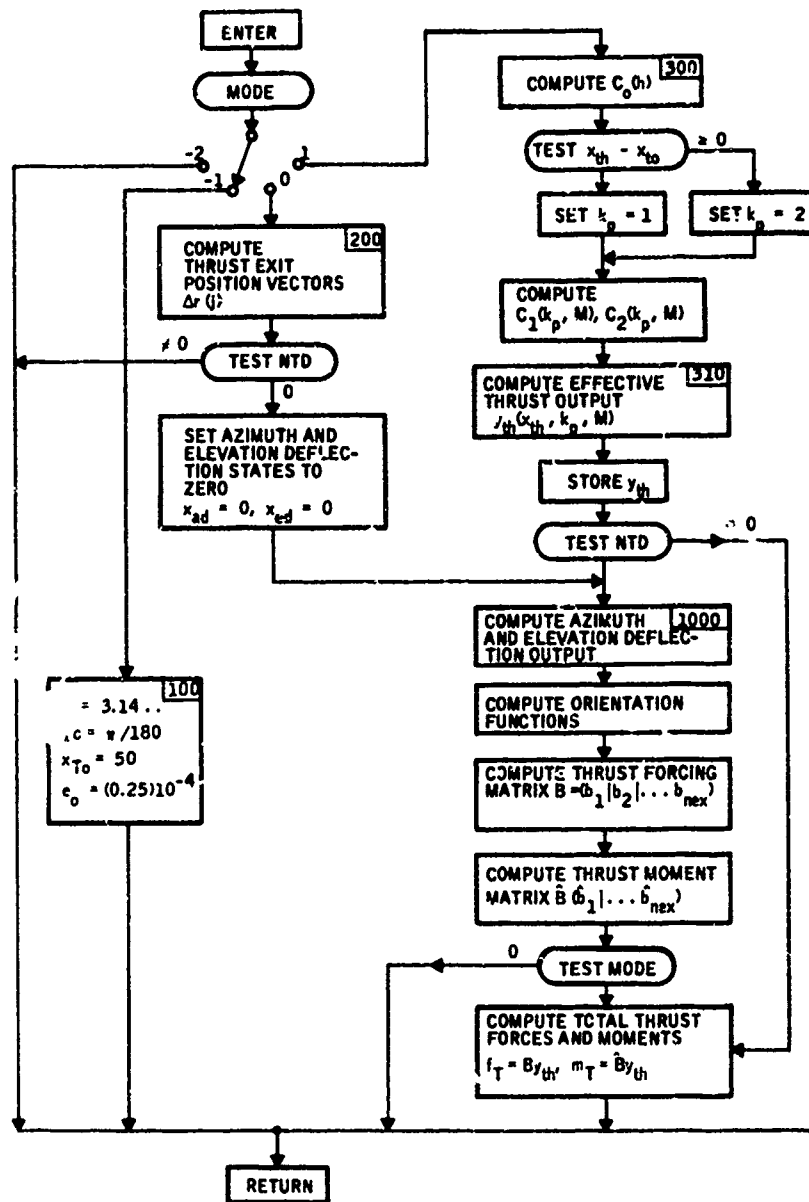 ENTER
MODE
-2
-1
0
1
200
COMPUTE
THRUST EXIT
POSITION VECTORS
Δr (j)
≠ 0
TEST NTD
0
SET AZIMUTH AND
ELEVATION DEFLEC-
TION STATES TO
ZERO
x_ad = 0, x_ed = 0
100
= 3.14 . .
= π/180
x_To = 50
e_o = (0.25)10^-4
300
COMPUTE C_o(h)
TEST x_th - x_to
≥ 0
SET k_p = 1
SET k_p = 2
COMPUTE
C_1(k_p, M), C_2(k_p, M)
310
COMPUTE EFFECTIVE
THRUST OUTPUT
y_th(x_th, k_p, M)
STORE y_th
TEST NTD
0
1000
COMPUTE AZIMUTH
AND ELEVATION DEFLEC-
TION OUTPUT
COMPUTE ORIENTATION
FUNCTIONS
COMPUTE THRUST FORCING
MATRIX B = (b_1|b_2|... b_nex)
COMPUTE THRUST MOMENT
MATRIX B̂ (b̂_1|... b̂_nex)
0
TEST MODE
COMPUTE TOTAL THRUST
FORCES AND MOMENTS
f_T = By_th, m_T = B̂y_th
RETURN